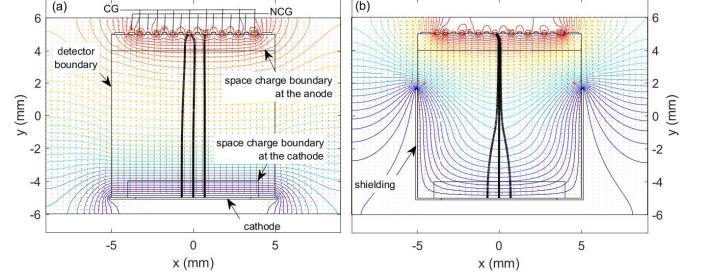 (a)
CG
NCG
(b)
detector
boundary
space charge boundary
at the anode
space charge boundary
at the cathode
cathode
shielding
6
4
2
0
-2
-4
-6
y (mm)
-5
0
5
x (mm)
-5
0
5
x (mm)
6
4
2
0
-2
-4
-6
y (mm)